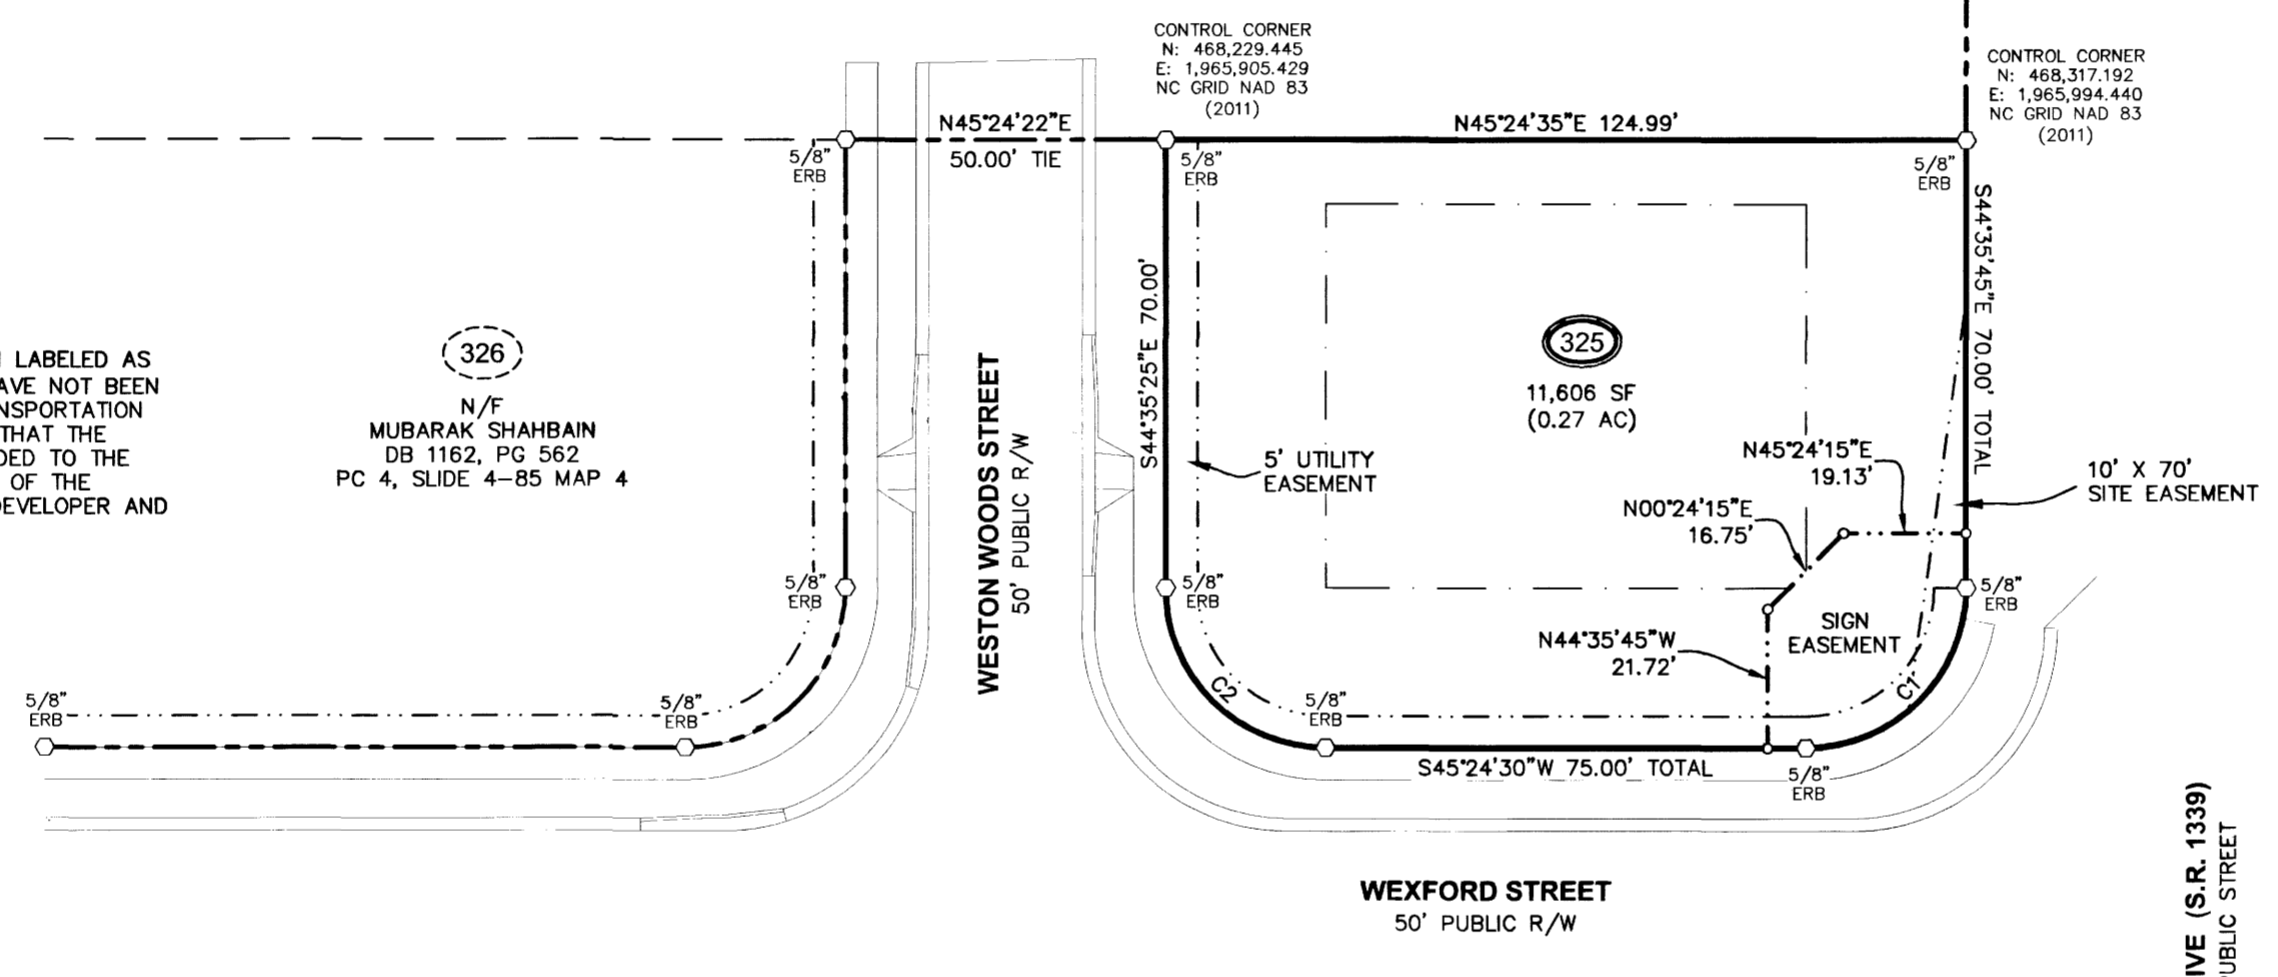 CONTROL CORNER
N: 468,229.445
E: 1,965,905.429
NC GRID NAD 83
(2011)
CONTROL CORNER
N: 468,317.192
E: 1,965,994.440
NC GRID NAD 83
(2011)
N45°24'22"E
50.00' TIE
N45°24'35"E 124.99'
5/8"
ERB
5/8"
ERB
5/8"
ERB
S44°35'25"E 70.00'
S44°35'45"E 70.00' TOTAL
326
N/F
MUBARAK SHAHBAIN
DB 1162, PG 562
PC 4, SLIDE 4-85 MAP 4
LABELED AS
AVE NOT BEEN
NSPORTATION
THAT THE
DED TO THE
OF THE
DEVELOPER AND
325
11,606 SF
(0.27 AC)
WESTON WOODS STREET
50' PUBLIC R/W
5' UTILITY
EASEMENT
N45°24'15"E
19.13'
10' X 70'
SITE EASEMENT
N00°24'15"E
16.75'
5/8"
ERB
5/8"
ERB
5/8"
ERB
SIGN
EASEMENT
N44°35'45"W
21.72'
C2
C1
5/8"
ERB
5/8"
ERB
5/8"
ERB
S45°24'30"W 75.00' TOTAL
5/8"
ERB
WEXFORD STREET
50' PUBLIC R/W
IVE (S.R. 1339)
UBLIC STREET